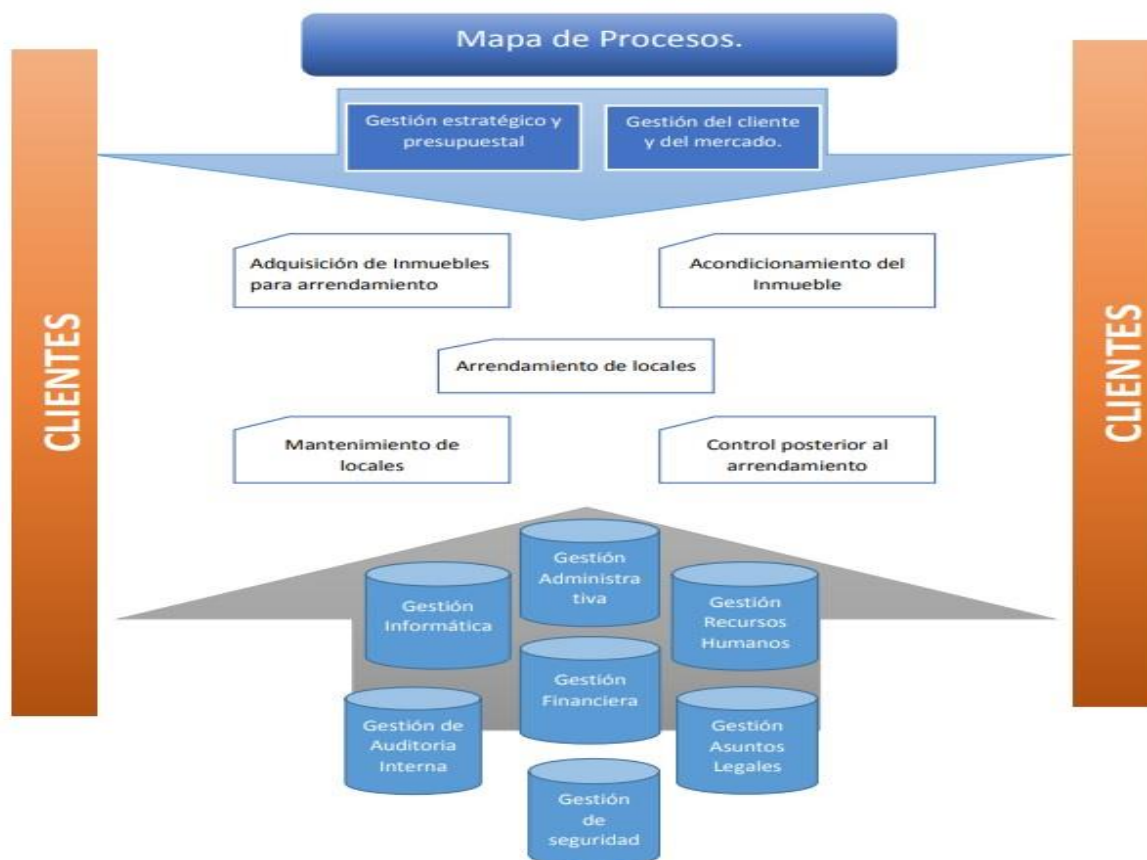 Mapa de Procesos.
CLIENTES
Gestión estratégico y
presupuestal
Gestión del cliente
y del mercado.
Adquisición de Inmuebles
para arrendamiento
Acondicionamiento del
Inmueble
Arrendamiento de locales
Mantenimiento de
locales
Control posterior al
arrendamiento
Gestión
Administra
tiva
Gestión
Informática
Gestión
Recursos
Humanos
Gestión
Financiera
Gestión de
Auditoria
Interna
Gestión
Asuntos
Legales
Gestión
de
seguridad
CLIENTES